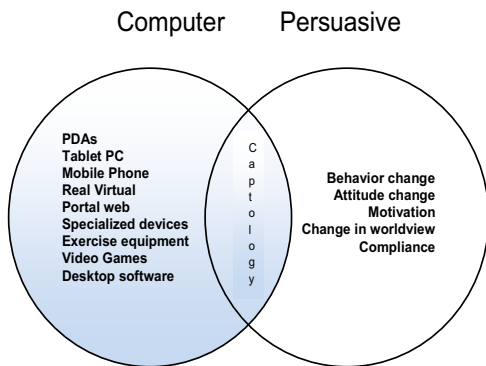 Computer Persuasive
PDAs
Tablet PC
Mobile Phone
Real Virtual
Portal web
Specialized devices
Exercise equipment
Video Games
Desktop software
Captology
Behavior change
Attitude change
Motivation
Change in worldview
Compliance